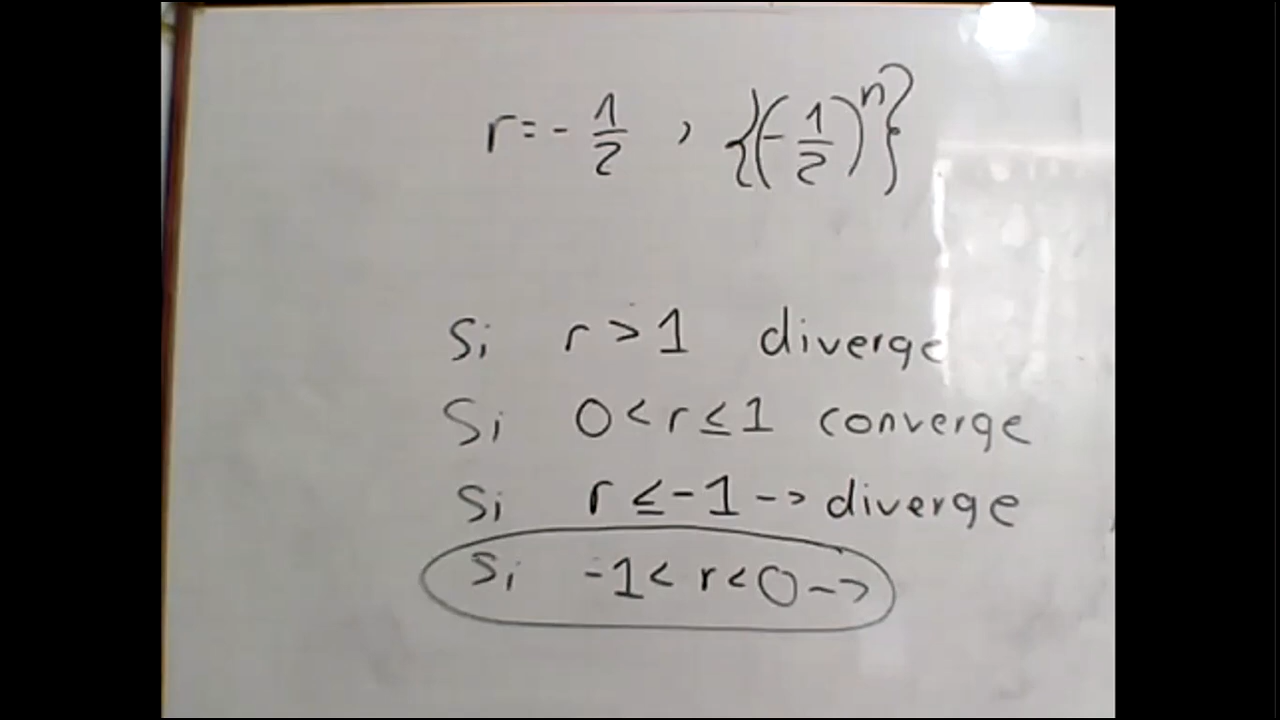 r = - 1/2 , {(- 1/2)^n}
Si r > 1 diverge
Si 0 < r ≤ 1 converge
Si r ≤ -1 -> diverge
Si -1 < r < 0 ->